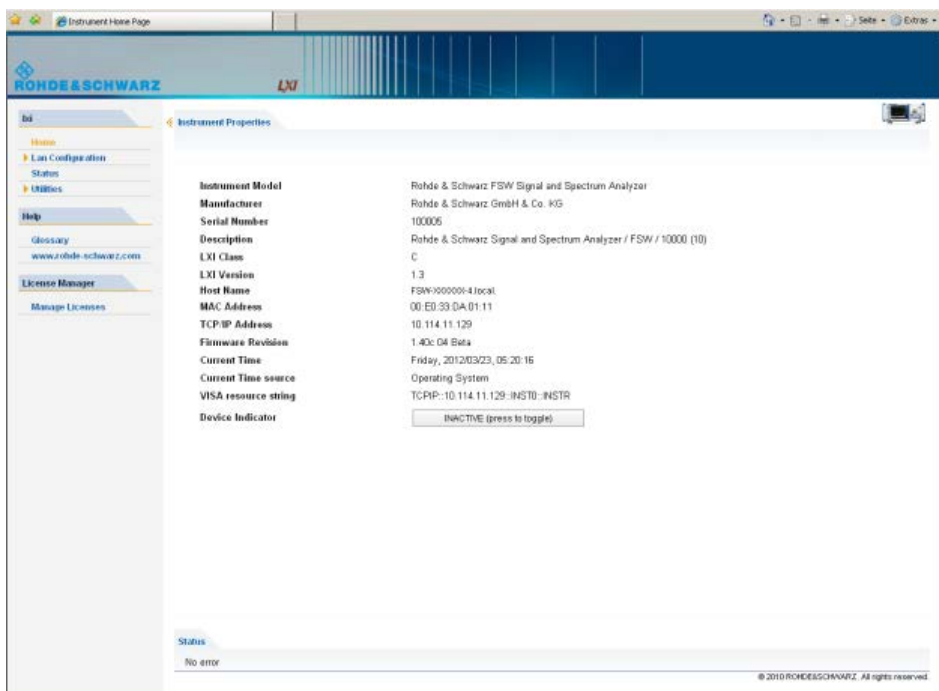 Instrument Home Page
Seite
Extras
ROHDE&SCHWARZ
LXI
lxi
Instrument Properties
Home
Lan Configuration
Status
Utilities
Help
Glossary
www.rohde-schwarz.com
License Manager
Manage Licenses
Instrument Model Rohde & Schwarz FSW Signal and Spectrum Analyzer
Manufacturer Rohde & Schwarz GmbH & Co. KG
Serial Number 100005
Description Rohde & Schwarz Signal and Spectrum Analyzer / FSW / 10000 (10)
LXI Class C
LXI Version 1.3
Host Name
MAC Address 00:E0:33:DA:01:11
TCP/IP Address 10.114.11.129
Firmware Revision 1.40c 04 Beta
Current Time Friday, 2012/03/23, 05:20:16
Current Time source Operating System
VISA resource string TCPIP::10.114.11.129::INST0::INSTR
Device Indicator INACTIVE (press to toggle)
Status
No error
© 2010 ROHDE&SCHWARZ. All rights reserved.